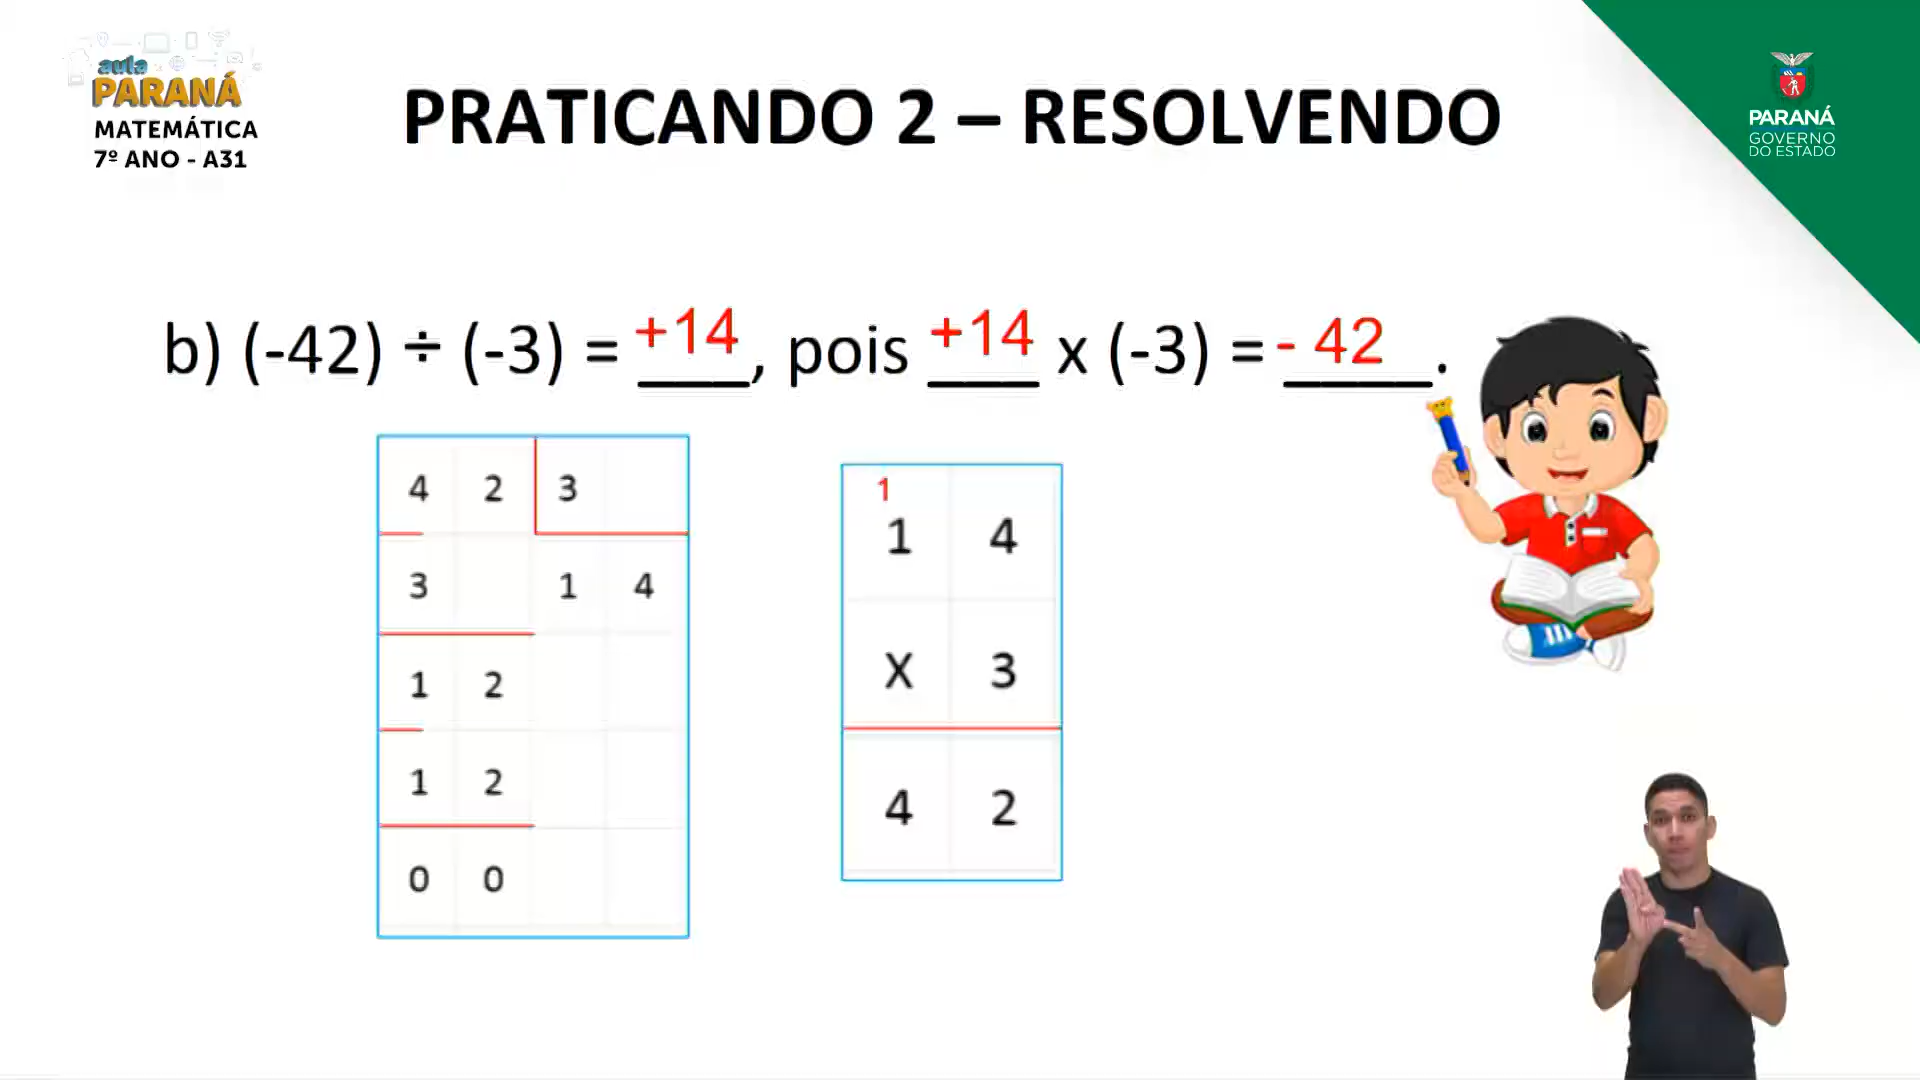 aula
PARANÁ
MATEMÁTICA
7º ANO - A31
PRATICANDO 2 – RESOLVENDO
PARANÁ
GOVERNO
DO ESTADO
b) (-42) ÷ (-3) = +14, pois +14 x (-3) = - 42.
4 2 3
3 1 4
1 2
1 2
0 0
1
1 4
X 3
4 2